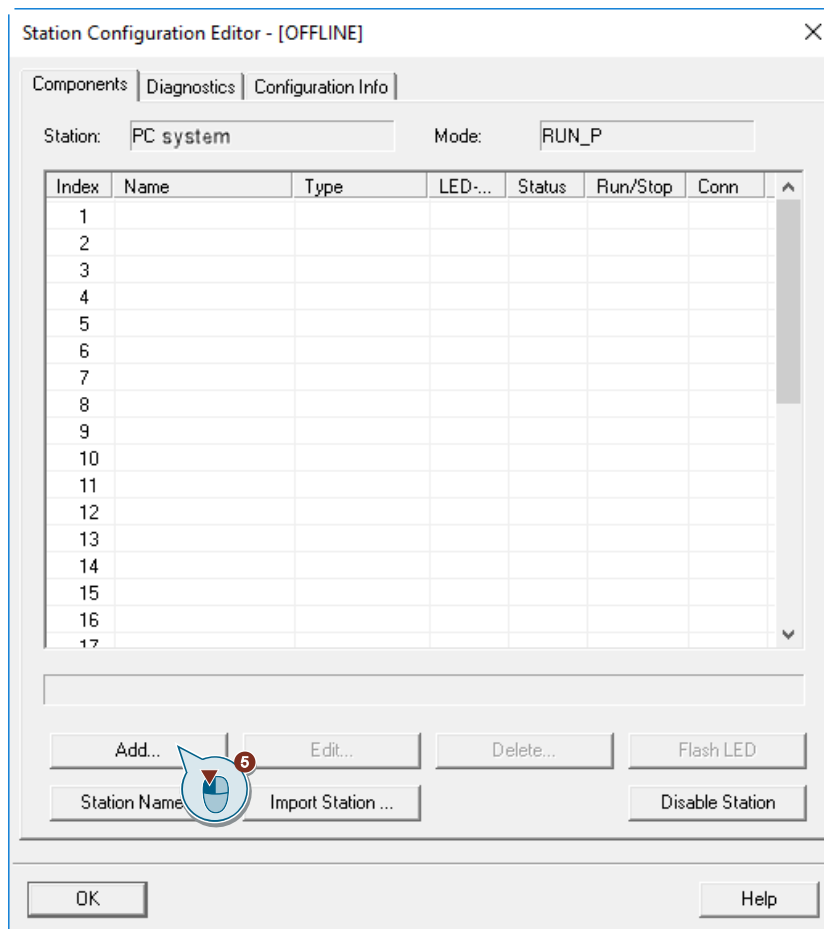 Station Configuration Editor - [OFFLINE]
Components Diagnostics Configuration Info
Station: PC system Mode: RUN_P
Index Name Type LED-... Status Run/Stop Conn
1
2
3
4
5
6
7
8
9
10
11
12
13
14
15
16
17
Add... Edit... Delete... Flash LED
5
Station Name Import Station ... Disable Station
OK Help